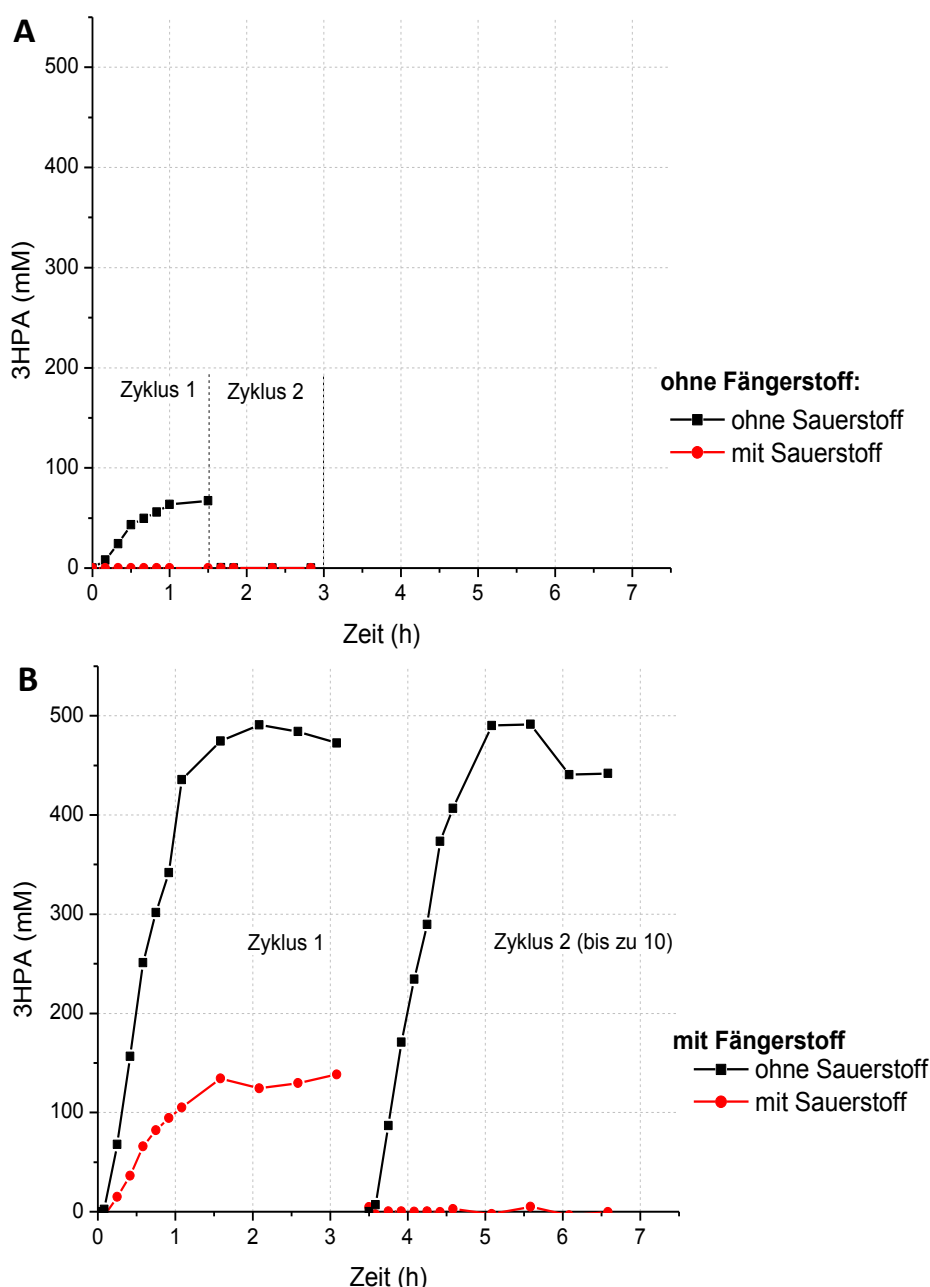 A
500
400
300
200
100
0
3HPA (mM)
Zyklus 1
Zyklus 2
0 1 2 3 4 5 6 7
Zeit (h)
ohne Fängerstoff:
ohne Sauerstoff
mit Sauerstoff
B
500
400
300
200
100
0
3HPA (mM)
Zyklus 1
Zyklus 2 (bis zu 10)
0 1 2 3 4 5 6 7
Zeit (h)
mit Fängerstoff
ohne Sauerstoff
mit Sauerstoff